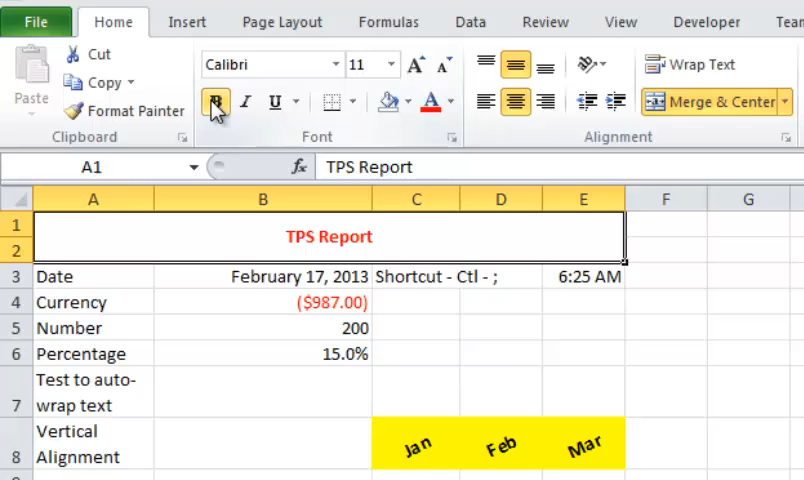 File Home Insert Page Layout Formulas Data Review View Developer Team
Paste Cut Calibri 11 A A Wrap Text
Copy B I U A Merge & Center
Format Painter
Clipboard Font Alignment
A1 fx TPS Report
A B C D E F G
1 TPS Report
2
3 Date February 17, 2013 Shortcut - Ctl - ; 6:25 AM
4 Currency ($987.00)
5 Number 200
6 Percentage 15.0%
Test to auto-
7 wrap text
Vertical Jan Feb Mar
8 Alignment